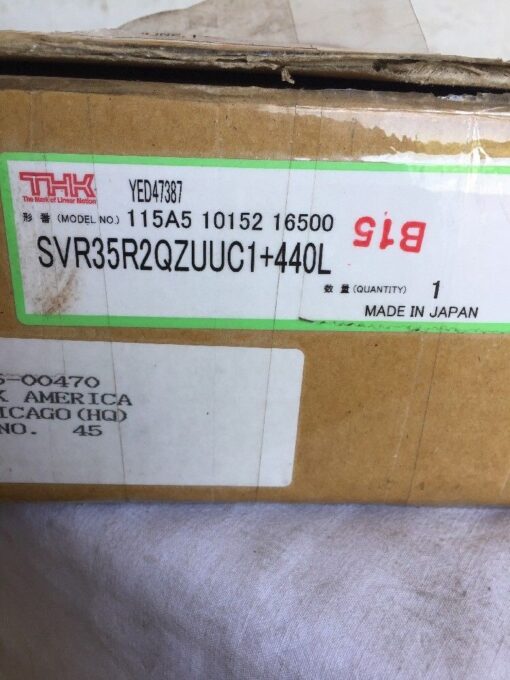 THK
The Mark of Linear Motion
YED47387
形 番 (MODEL NO.) 115A5 10152 16500
B15
SVR35R2QZUUC1+440L
数 量 (QUANTITY) 1
MADE IN JAPAN
-00470
AMERICA
ICAGO(HQ)
NO. 45